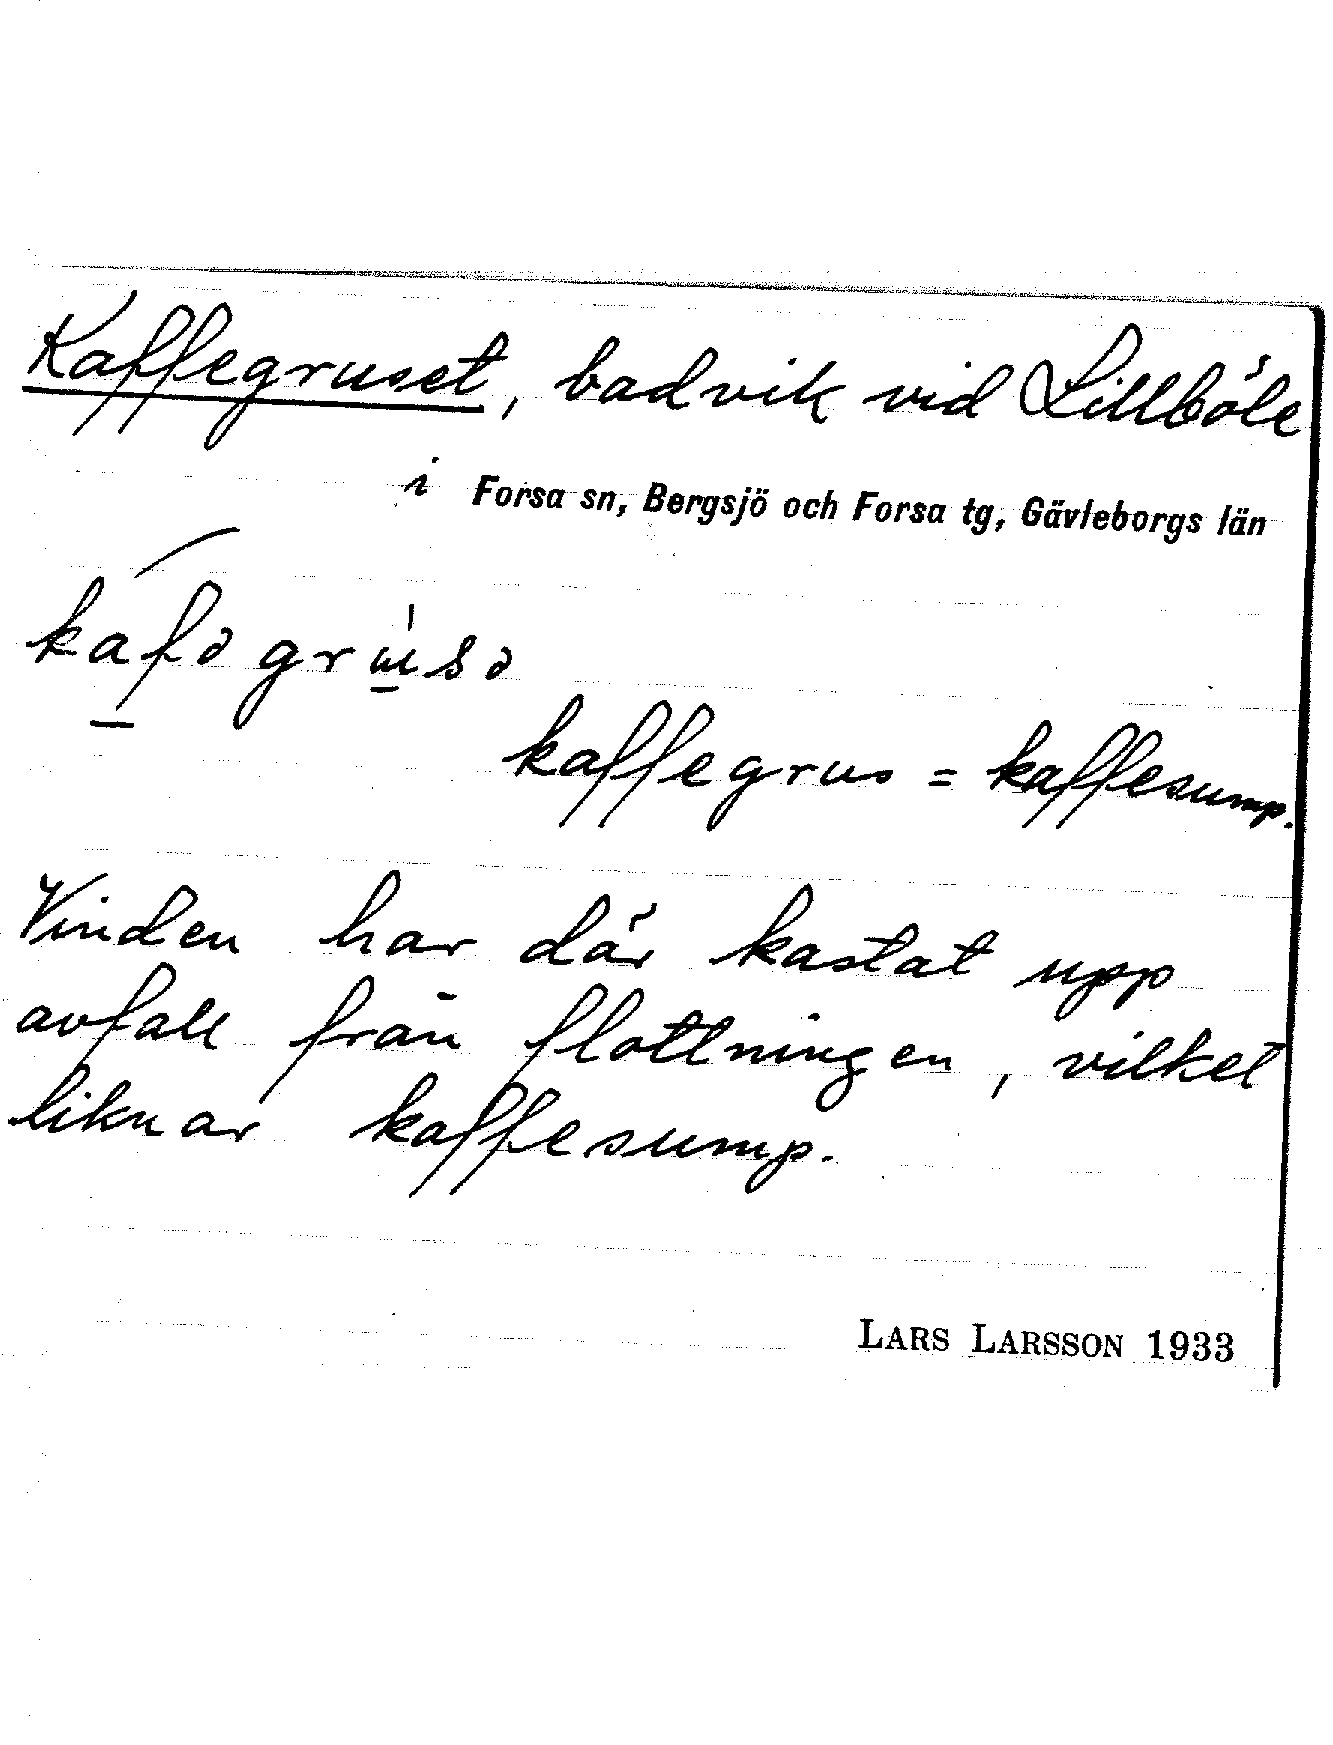 Kaffegruset, badvik vid Lillböle
i Forsa sn, Bergsjö och Forsa tg, Gävleborgs län
kaffegrus = kaffesump.
Vinden har där kastat upp
avfall från flottningen, vilket
liknar kaffesump.
LARS LARSSON 1933